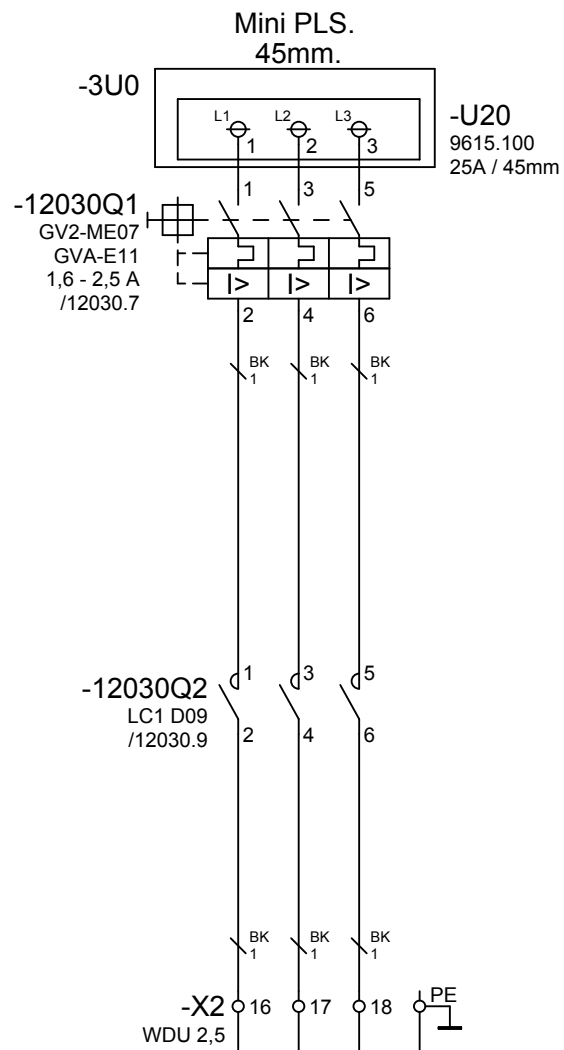 Mini PLS.
45mm.
-3U0
L1 L2 L3
1 2 3
-U20
9615.100
25A / 45mm
1 3 5
-12030Q1
GV2-ME07
GVA-E11
1,6 - 2,5 A
/12030.7
I> I> I>
2 4 6
BK BK BK
1 1 1
1 3 5
-12030Q2
LC1 D09
/12030.9
2 4 6
BK BK BK
1 1 1
-X2 16 17 18 PE
WDU 2,5